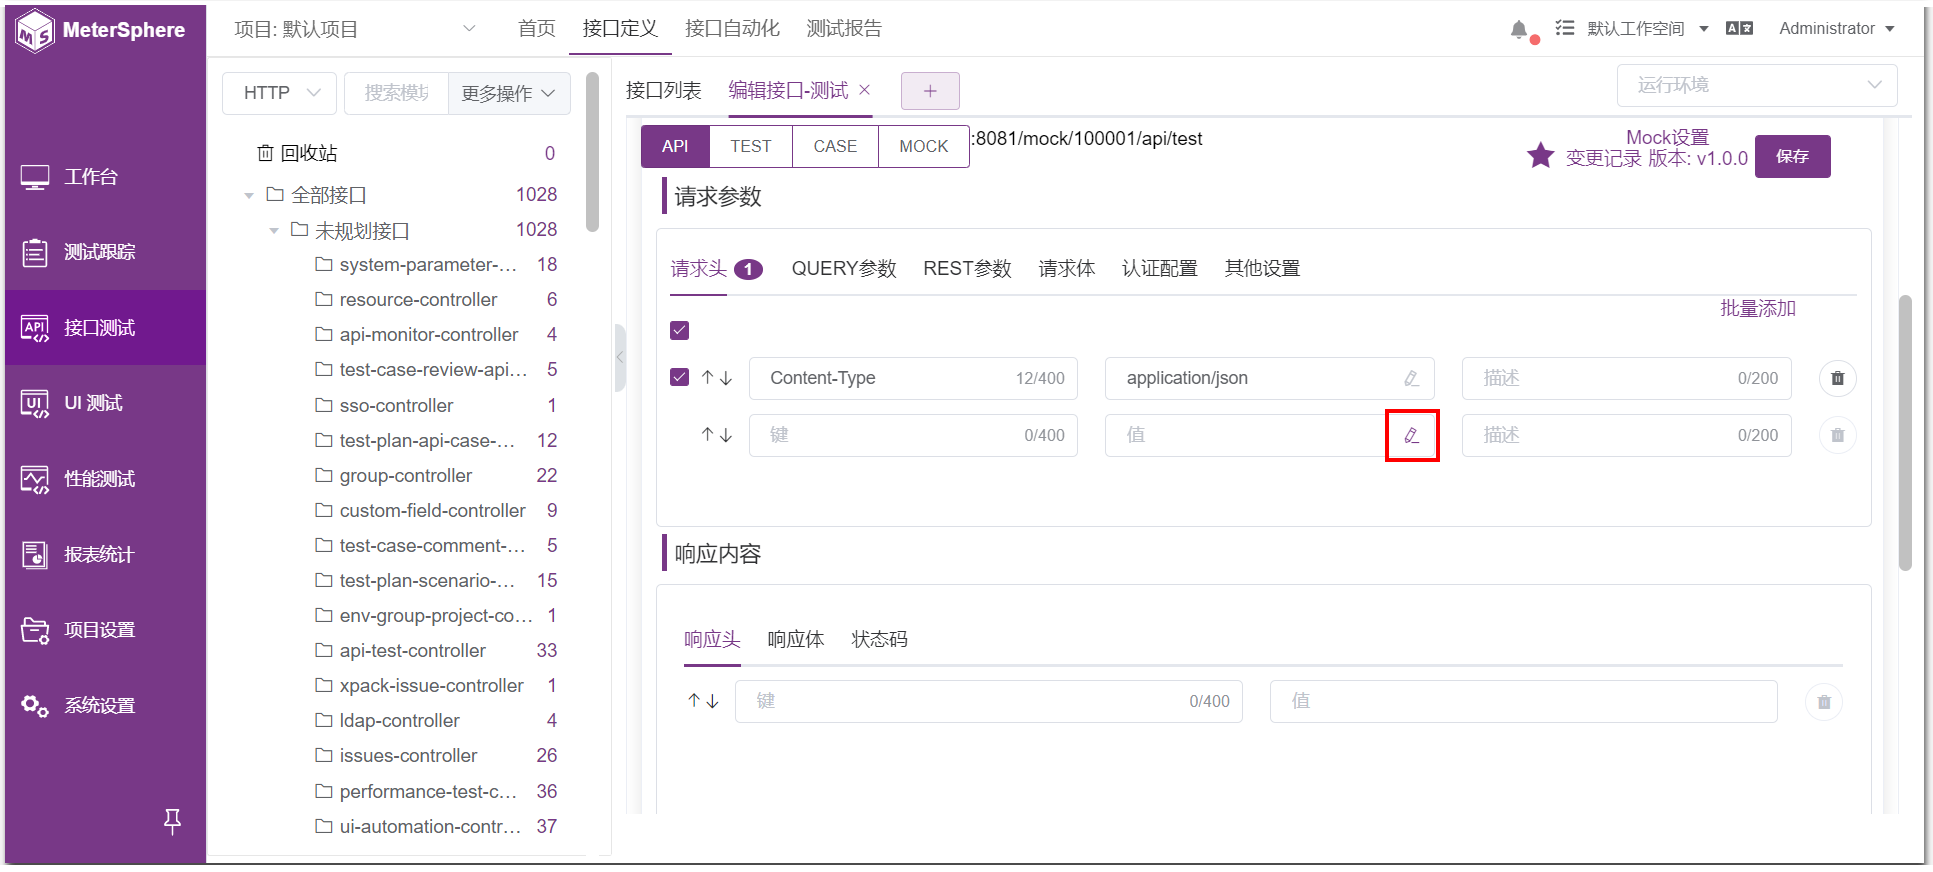 MeterSphere
项目: 默认项目
首页
接口定义
接口自动化
测试报告
默认工作空间
Administrator
工作台
测试跟踪
接口测试
UI 测试
性能测试
报表统计
项目设置
系统设置
HTTP
搜索模块
更多操作
回收站 0
全部接口 1028
未规划接口 1028
system-parameter-... 18
resource-controller 6
api-monitor-controller 4
test-case-review-api... 5
sso-controller 1
test-plan-api-case-... 12
group-controller 22
custom-field-controller 9
test-case-comment-... 5
test-plan-scenario-... 15
env-group-project-co... 1
api-test-controller 33
xpack-issue-controller 1
ldap-controller 4
issues-controller 26
performance-test-c... 36
ui-automation-contr... 37
接口列表
编辑接口-测试
+
运行环境
API
TEST
CASE
MOCK
:8081/mock/100001/api/test
Mock设置
变更记录 版本: v1.0.0
保存
请求参数
请求头 1
QUERY参数
REST参数
请求体
认证配置
其他设置
批量添加
Content-Type 12/400
application/json
描述 0/200
键 0/400
值
描述 0/200
响应内容
响应头
响应体
状态码
键 0/400
值